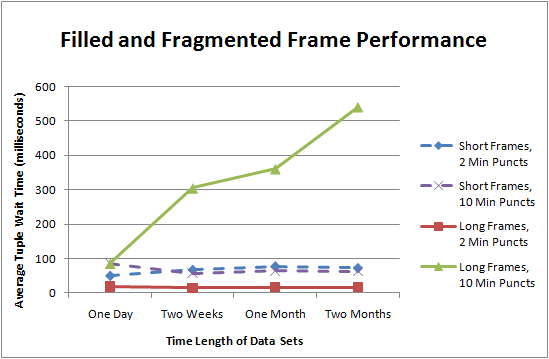 Filled and Fragmented Frame Performance
Average Tuple Wait Time (milliseconds)
600
500
400
300
200
100
0
One Day
Two Weeks
One Month
Two Months
Time Length of Data Sets
Short Frames,
2 Min Puncts
Short Frames,
10 Min Puncts
Long Frames,
2 Min Puncts
Long Frames,
10 Min Puncts